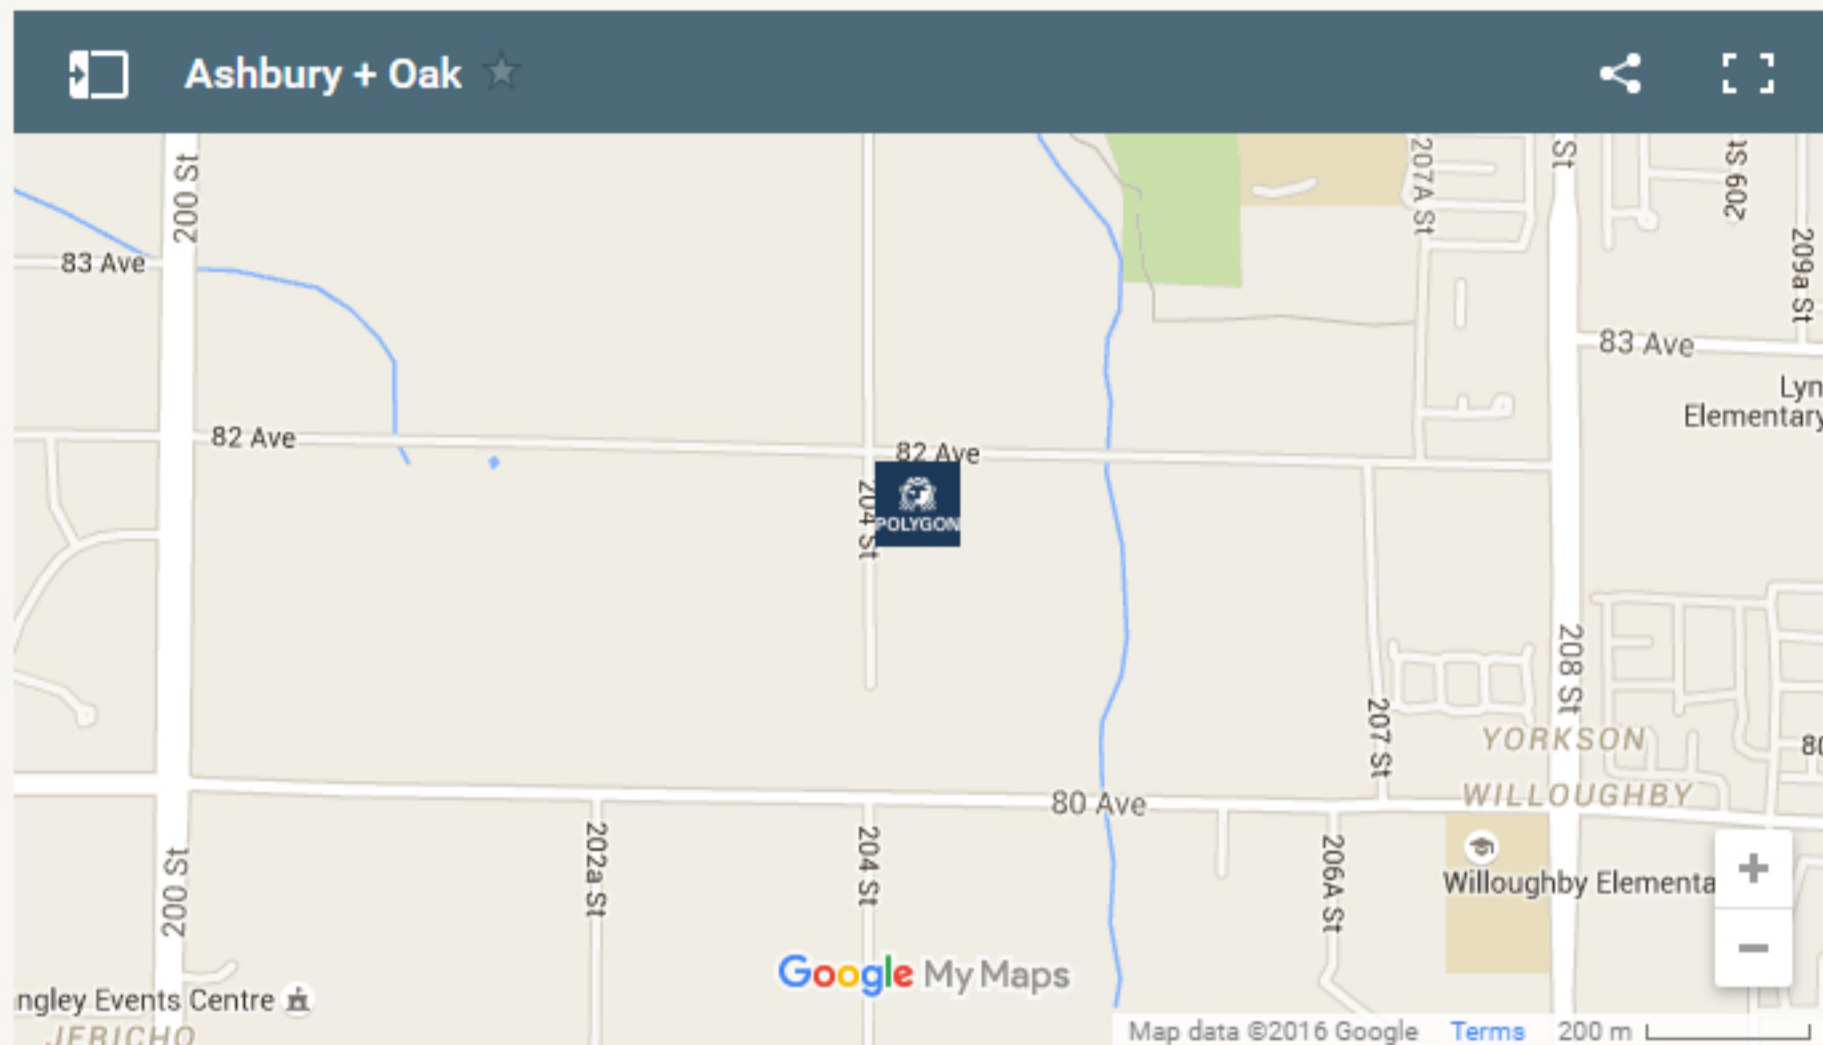 Ashbury + Oak
200 St
207A St
St
209 St
83 Ave
209a St
83 Ave
Lyn
Elementary
82 Ave
82 Ave
204 St
POLYGON
208 St
207 St
YORKSON
80
WILLOUGHBY
80 Ave
202a St
204 St
206A St
200 St
Willoughby Elementa
Google My Maps
ngley Events Centre
JERICHO
Map data ©2016 Google Terms 200 m